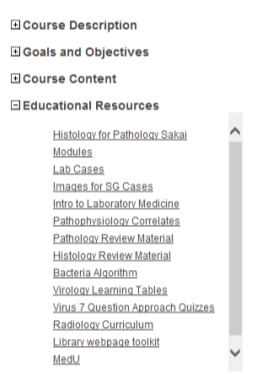 Course Description
Goals and Objectives
Course Content
Educational Resources
Histology for Pathology Sakai
Modules
Lab Cases
Images for SG Cases
Intro to Laboratory Medicine
Pathophysiology Correlates
Pathology Review Material
Histology Review Material
Bacteria Algorithm
Virology Learning Tables
Virus 7 Question Approach Quizzes
Radiology Curriculum
Library webpage toolkit
MedU